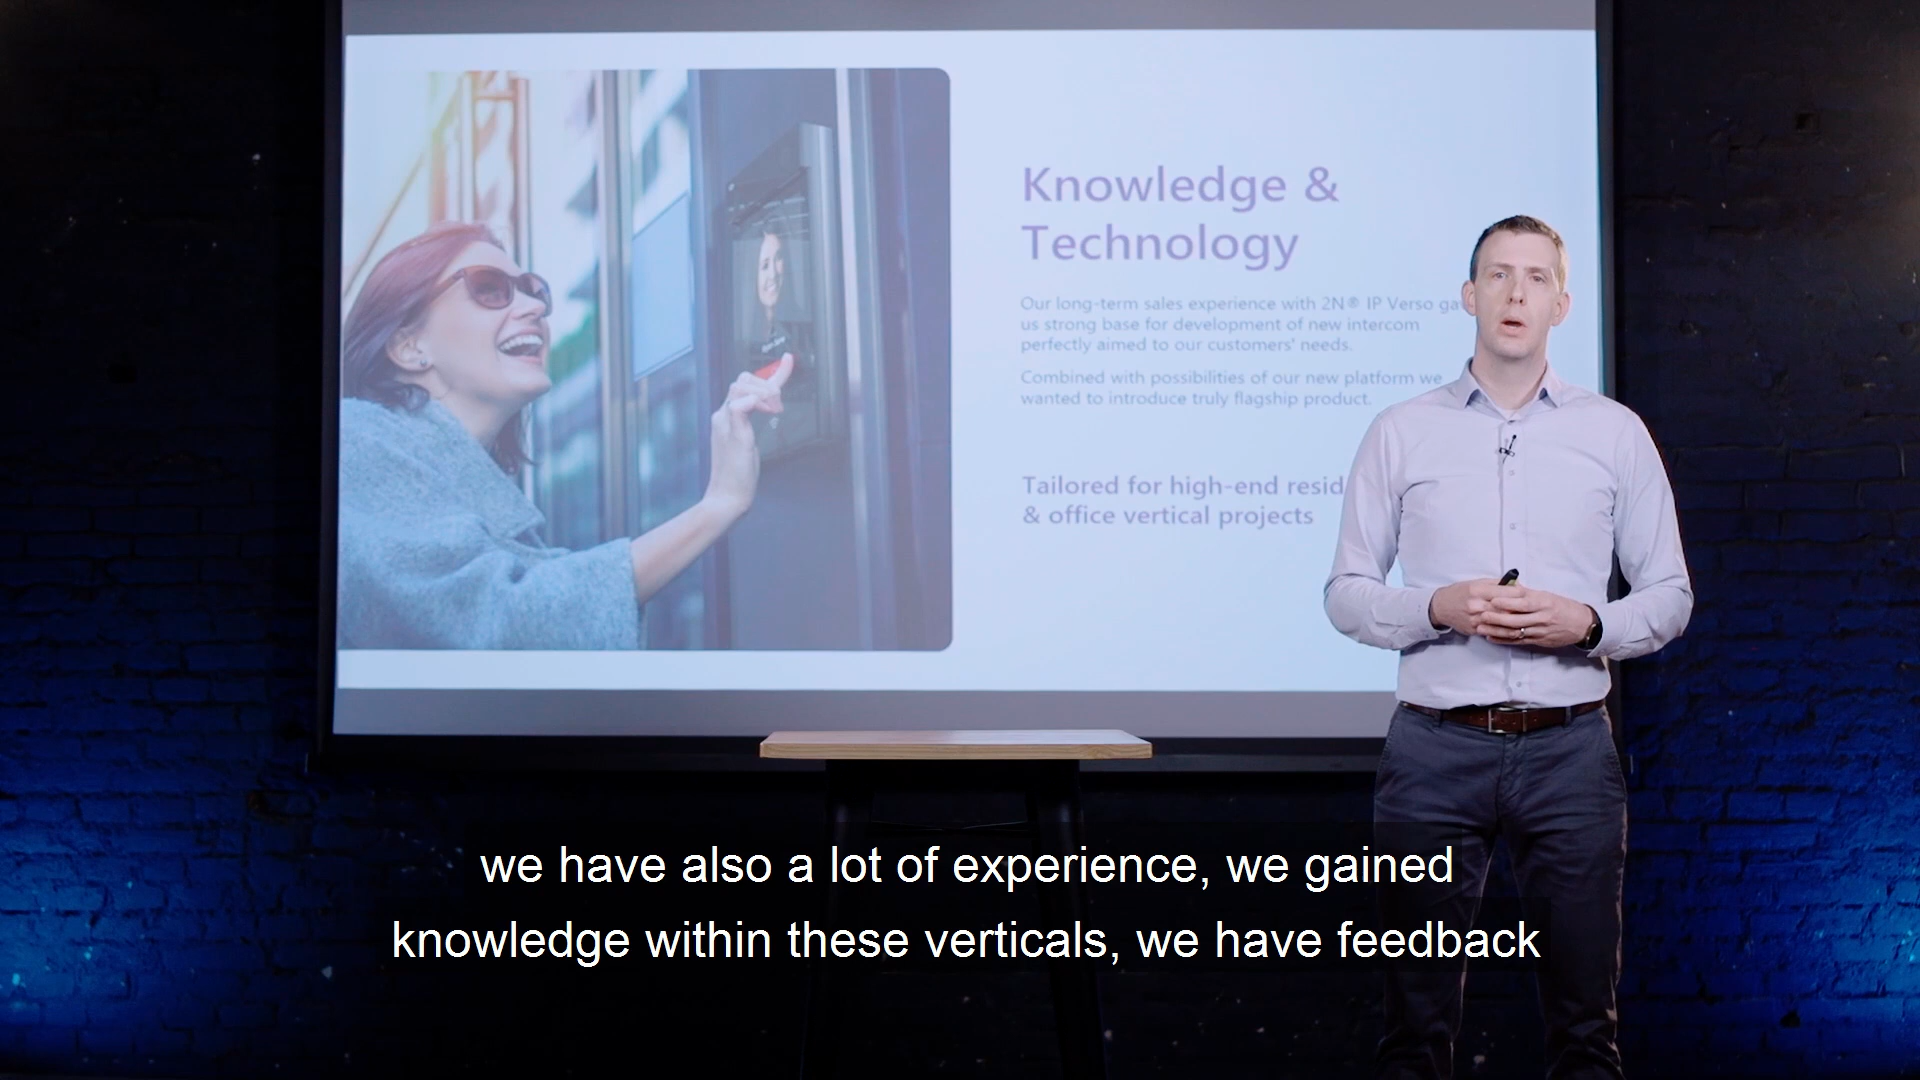 Knowledge &
Technology
Our long-term sales experience with 2N® IP Verso
us strong base for development of new intercom
perfectly aimed to our customers' needs.
Combined with possibilities of our new platform we
wanted to introduce truly flagship product.
Tailored for high-end resid
& office vertical projects
we have also a lot of experience, we gained
knowledge within these verticals, we have feedback